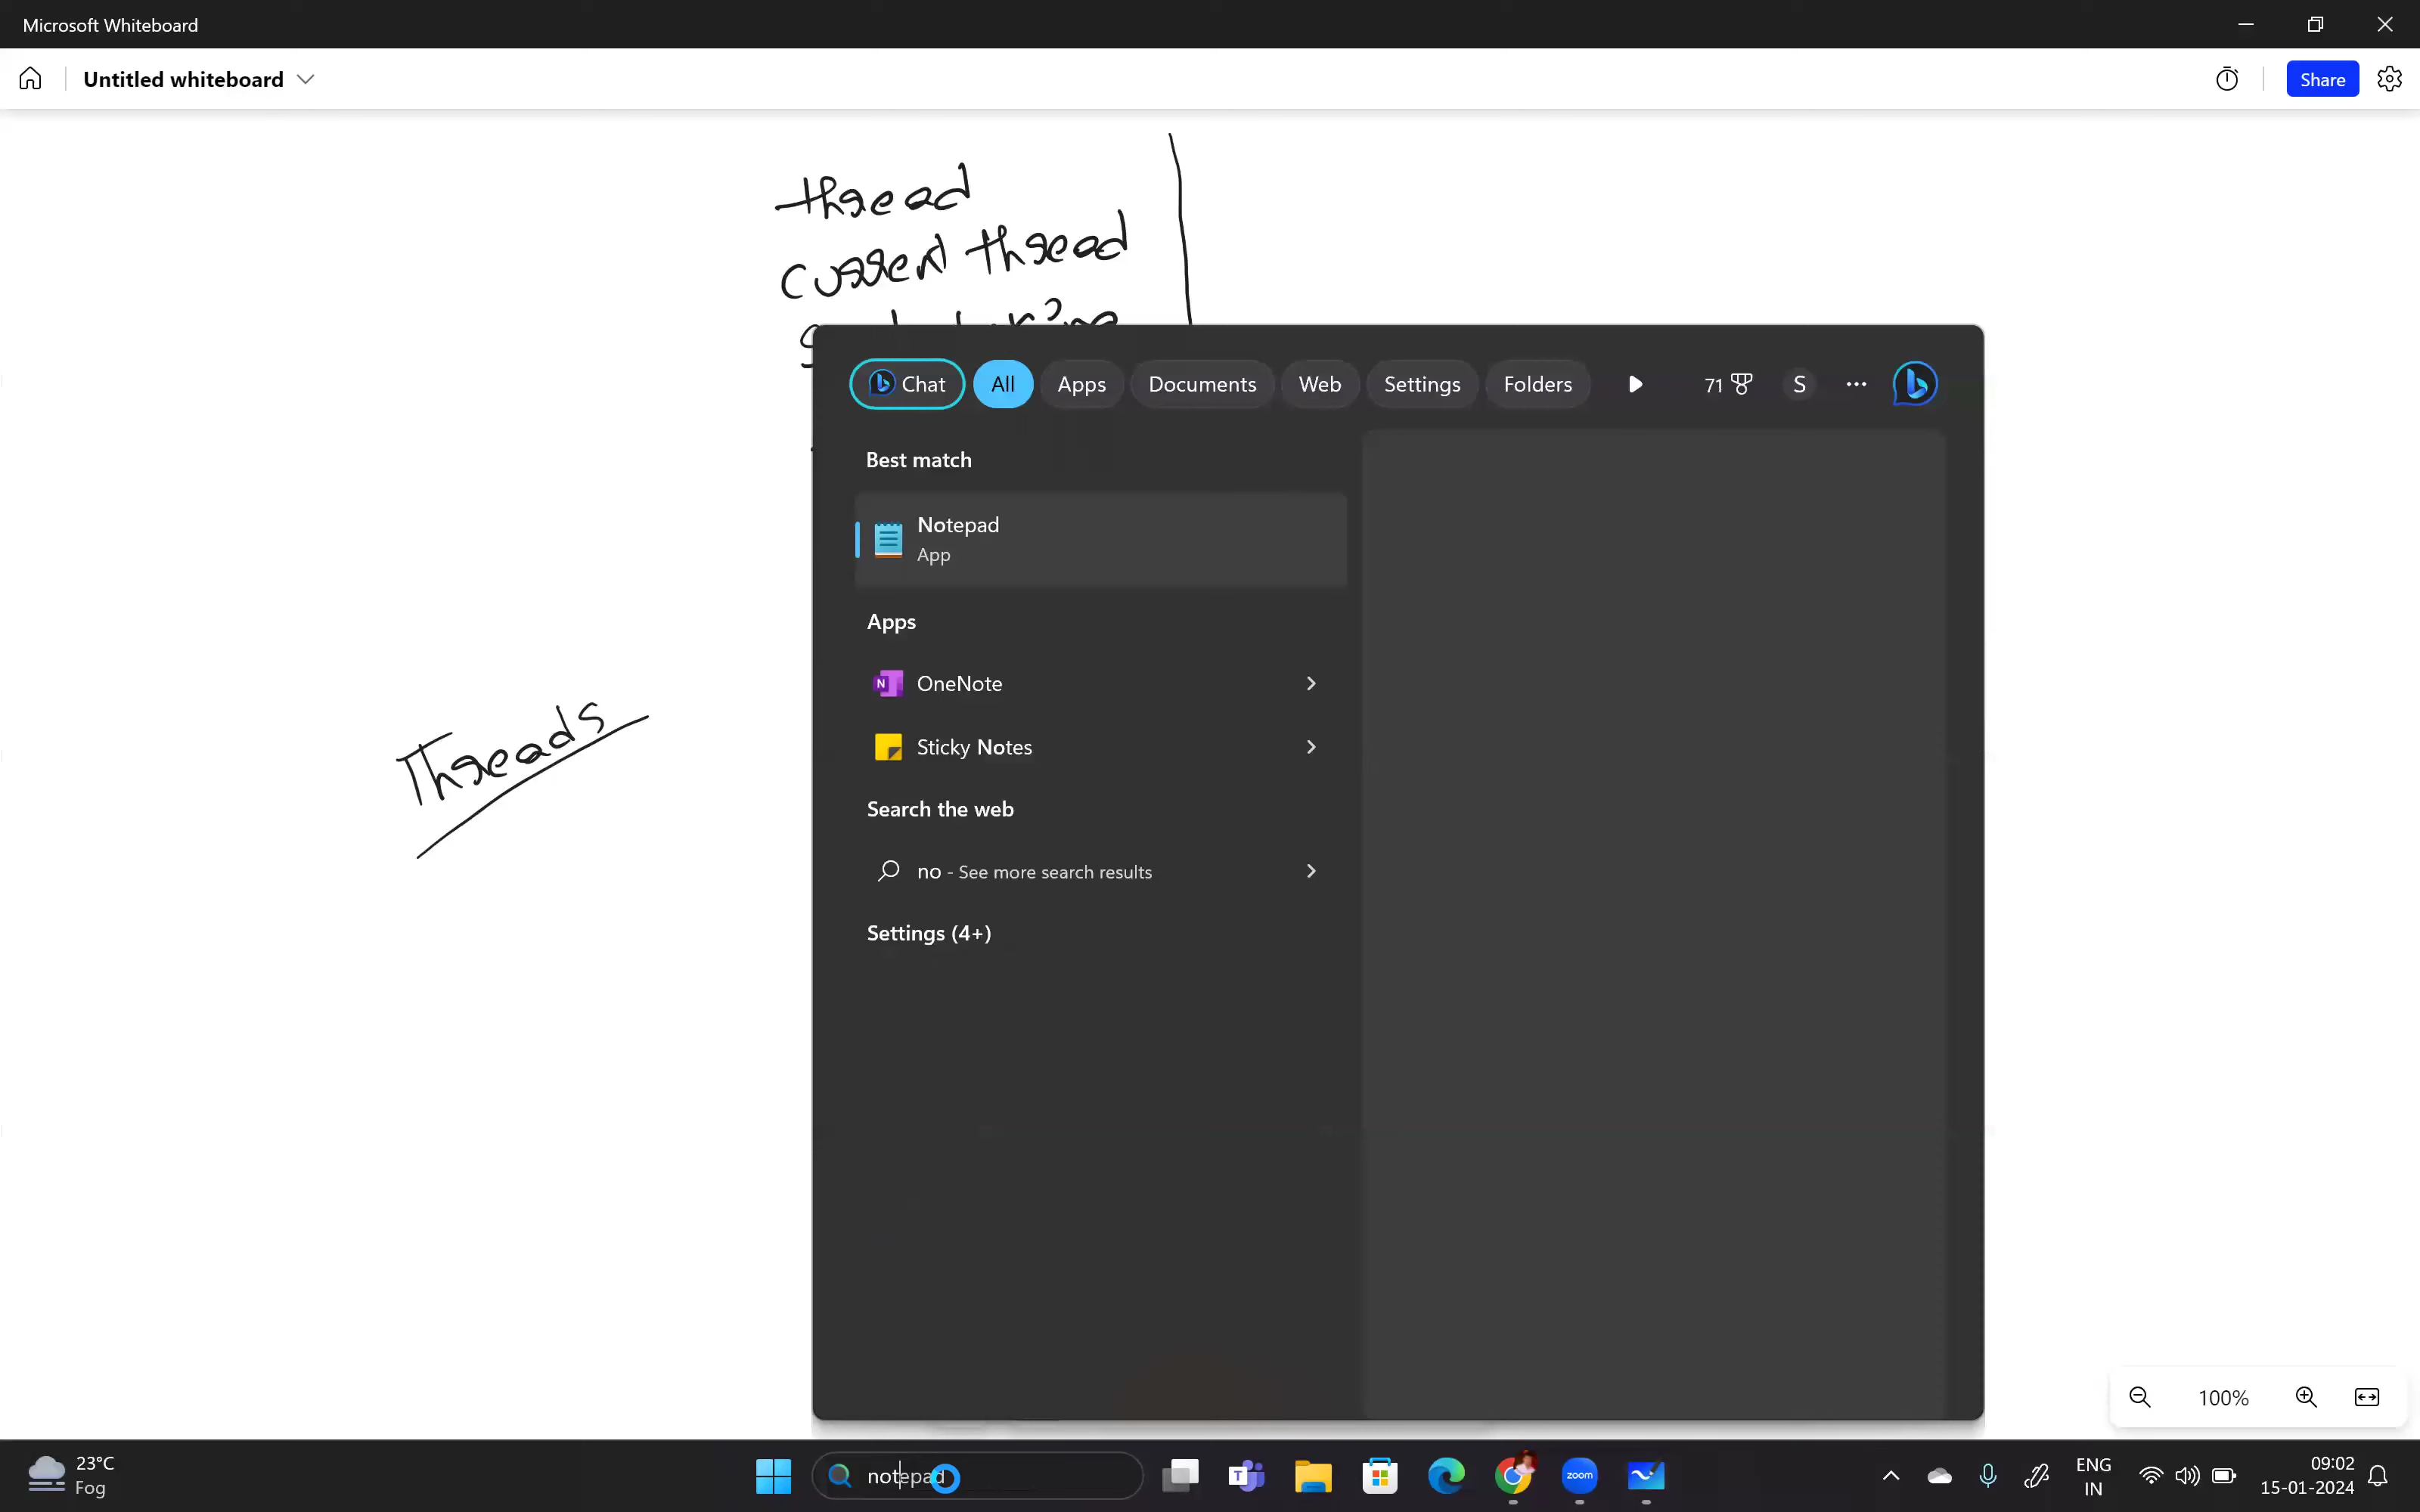 Microsoft Whiteboard
Untitled whiteboard
Share
thread
current thread
Threads
Chat All Apps Documents Web Settings Folders 71 S
Best match
Notepad
App
Apps
OneNote
Sticky Notes
Search the web
no - See more search results
Settings (4+)
100%
23°C
Fog
notepad
zoom
ENG
IN
09:02
15-01-2024